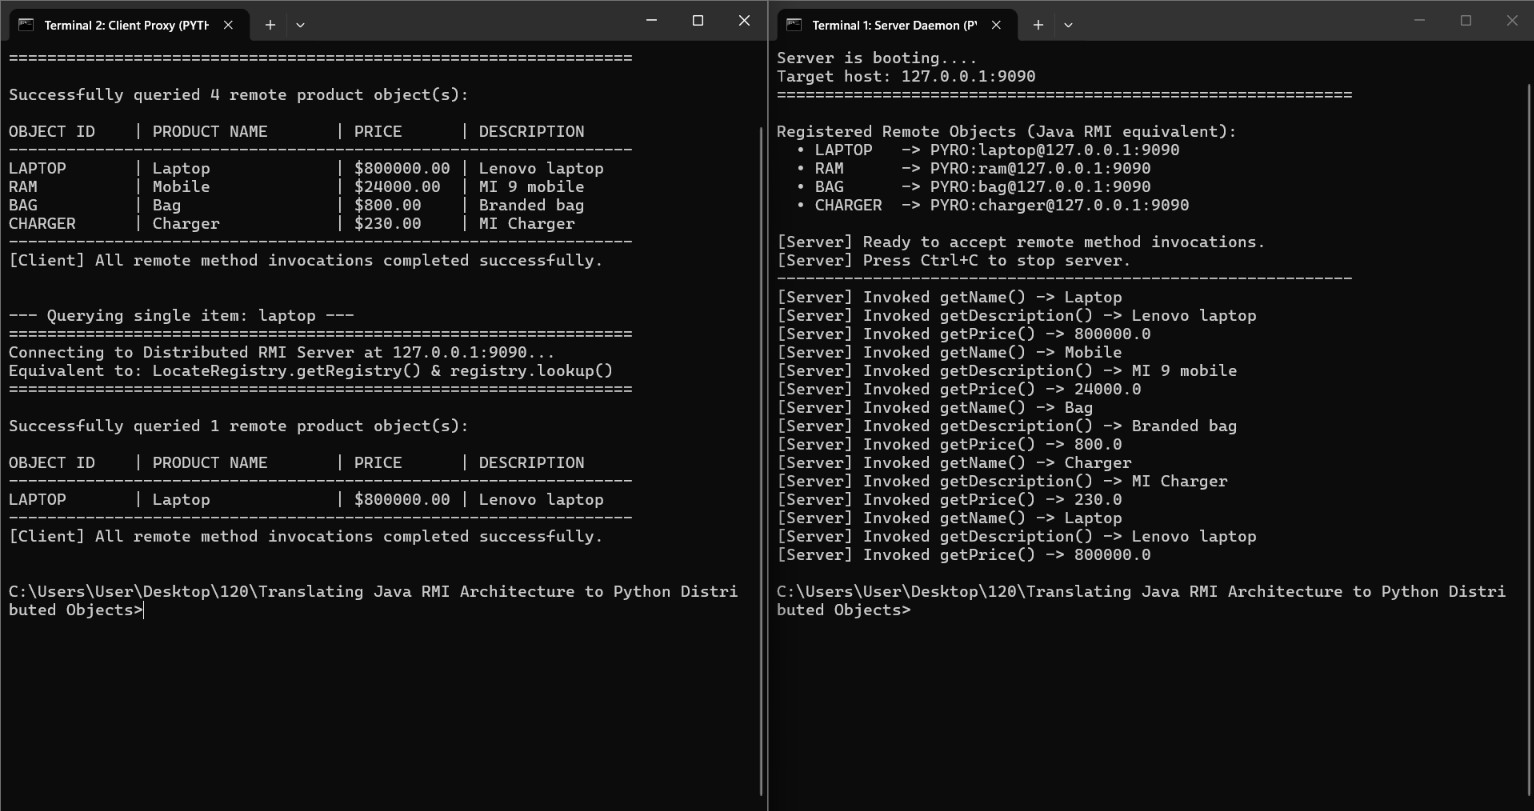 Terminal 2: Client Proxy (PYTH
==================================================================
Successfully queried 4 remote product object(s):
OBJECT ID | PRODUCT NAME | PRICE | DESCRIPTION
------------------------------------------------------------------
LAPTOP | Laptop | $800000.00 | Lenovo laptop
RAM | Mobile | $24000.00 | MI 9 mobile
BAG | Bag | $800.00 | Branded bag
CHARGER | Charger | $230.00 | MI Charger
------------------------------------------------------------------
[Client] All remote method invocations completed successfully.
--- Querying single item: laptop ---
==================================================================
Connecting to Distributed RMI Server at 127.0.0.1:9090...
Equivalent to: LocateRegistry.getRegistry() & registry.lookup()
==================================================================
Successfully queried 1 remote product object(s):
OBJECT ID | PRODUCT NAME | PRICE | DESCRIPTION
------------------------------------------------------------------
LAPTOP | Laptop | $800000.00 | Lenovo laptop
------------------------------------------------------------------
[Client] All remote method invocations completed successfully.
C:\Users\User\Desktop\120\Translating Java RMI Architecture to Python Distri
buted Objects>
Terminal 1: Server Daemon (P\
Server is booting....
Target host: 127.0.0.1:9090
============================================================
Registered Remote Objects (Java RMI equivalent):
• LAPTOP -> PYRO:laptop@127.0.0.1:9090
• RAM -> PYRO:ram@127.0.0.1:9090
• BAG -> PYRO:bag@127.0.0.1:9090
• CHARGER -> PYRO:charger@127.0.0.1:9090
[Server] Ready to accept remote method invocations.
[Server] Press Ctrl+C to stop server.
------------------------------------------------------------
[Server] Invoked getName() -> Laptop
[Server] Invoked getDescription() -> Lenovo laptop
[Server] Invoked getPrice() -> 800000.0
[Server] Invoked getName() -> Mobile
[Server] Invoked getDescription() -> MI 9 mobile
[Server] Invoked getPrice() -> 24000.0
[Server] Invoked getName() -> Bag
[Server] Invoked getDescription() -> Branded bag
[Server] Invoked getPrice() -> 800.0
[Server] Invoked getName() -> Charger
[Server] Invoked getDescription() -> MI Charger
[Server] Invoked getPrice() -> 230.0
[Server] Invoked getName() -> Laptop
[Server] Invoked getDescription() -> Lenovo laptop
[Server] Invoked getPrice() -> 800000.0
C:\Users\User\Desktop\120\Translating Java RMI Architecture to Python Distri
buted Objects>